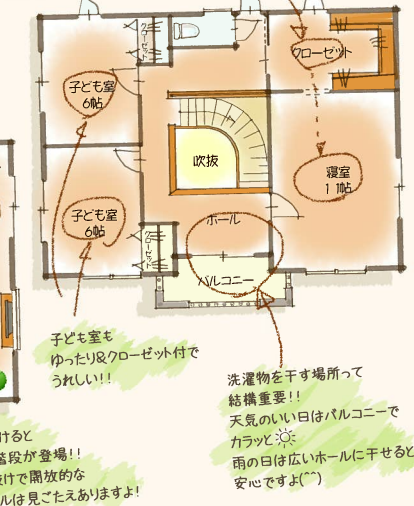 クローゼット
クローゼット
子ども室
6帖
吹抜
寝室
11帖
子ども室
6帖
ホール
クローゼット
バルコニー
子ども室も
ゆったり&クローゼット付で
うれしい!!
洗濯物を干す場所って
結構重要!!
天気のいい日はバルコニーで
カラッと☀
雨の日は広いホールに干せると
安心ですよ(^^)
けると
階段が登場!!
抜けで開放的な
ルは見ごたえありますよ!